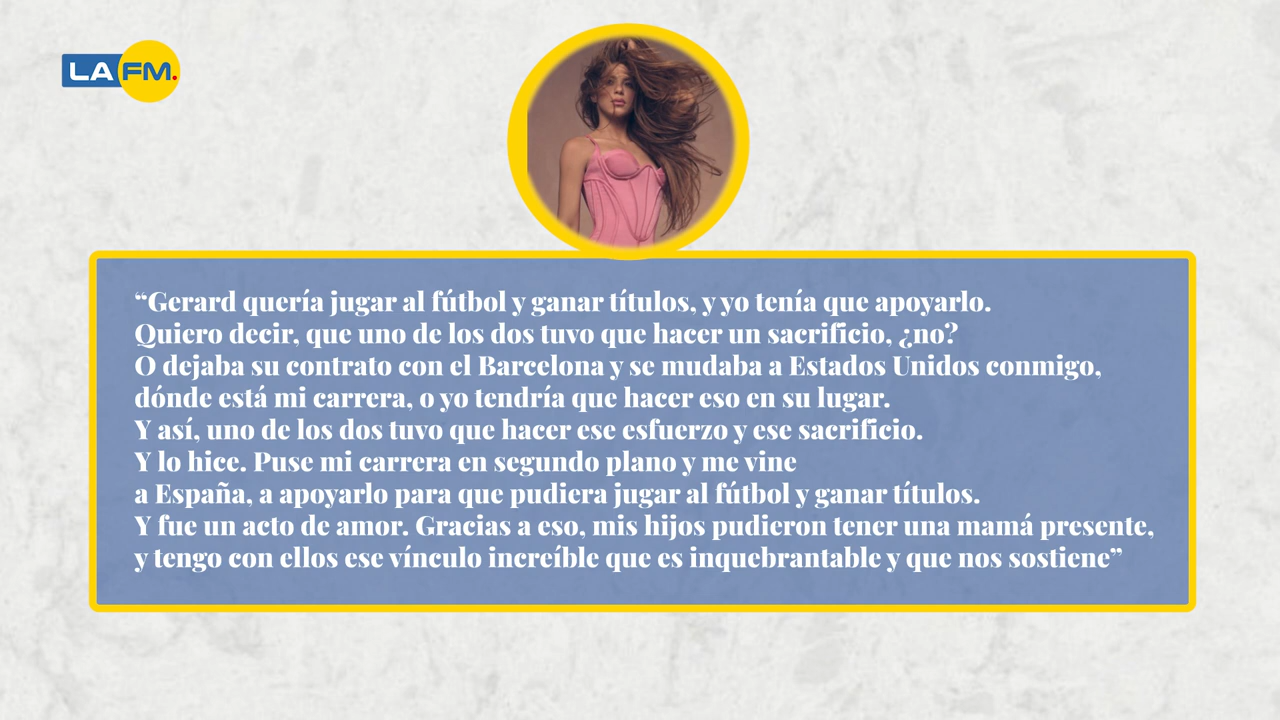 LA FM.
“Gerard quería jugar al fútbol y ganar títulos, y yo tenía que apoyarlo.
Quiero decir, que uno de los dos tuvo que hacer un sacrificio, ¿no?
O dejaba su contrato con el Barcelona y se mudaba a Estados Unidos conmigo,
dónde está mi carrera, o yo tendría que hacer eso en su lugar.
Y así, uno de los dos tuvo que hacer ese esfuerzo y ese sacrificio.
Y lo hice. Puse mi carrera en segundo plano y me vine
a España, a apoyarlo para que pudiera jugar al fútbol y ganar títulos.
Y fue un acto de amor. Gracias a eso, mis hijos pudieron tener una mamá presente,
y tengo con ellos ese vínculo increíble que es inquebrantable y que nos sostiene”